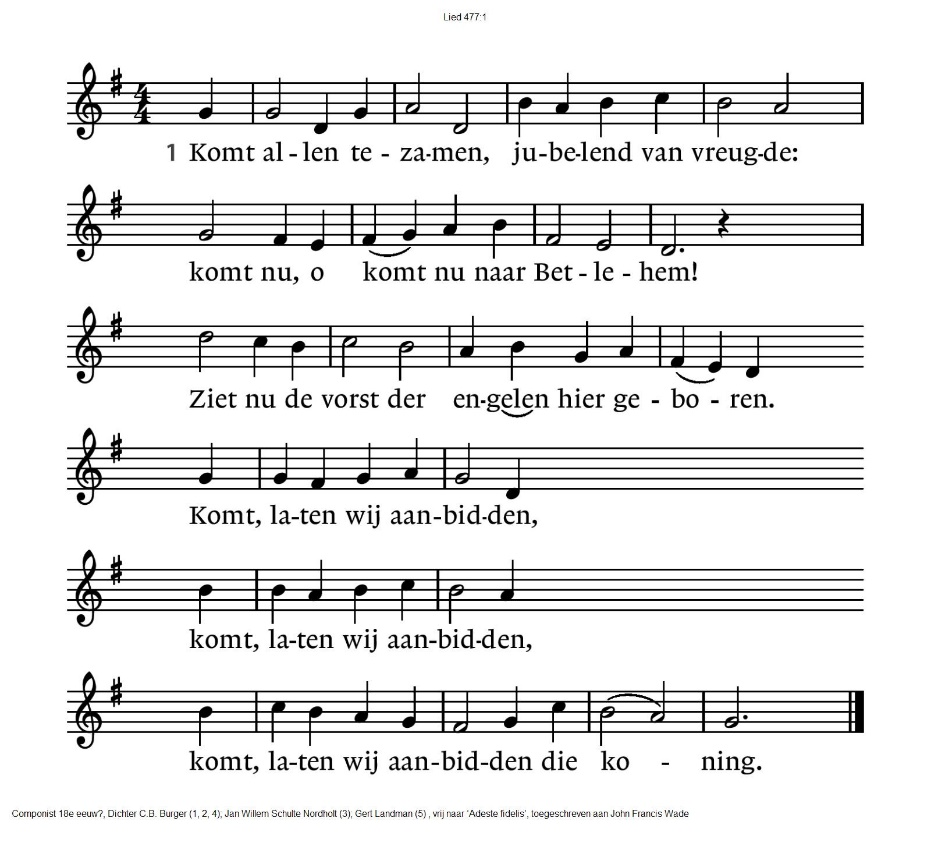 Lied 477:1
4/4
1 Komt al-len te-za-men, ju-be-lend van vreug-de:
komt nu, o komt nu naar Bet-le-hem!
Ziet nu de vorst der en-gelen hier ge-bo-ren.
Komt, la-ten wij aan-bid-den,
komt, la-ten wij aan-bid-den,
komt, la-ten wij aan-bid-den die ko-ning.
Componist 18e eeuw?, Dichter C.B. Burger (1, 2, 4); Jan Willem Schulte Nordholt (3); Gert Landman (5) , vrij naar 'Adeste fidelis', toegeschreven aan John Francis Wade